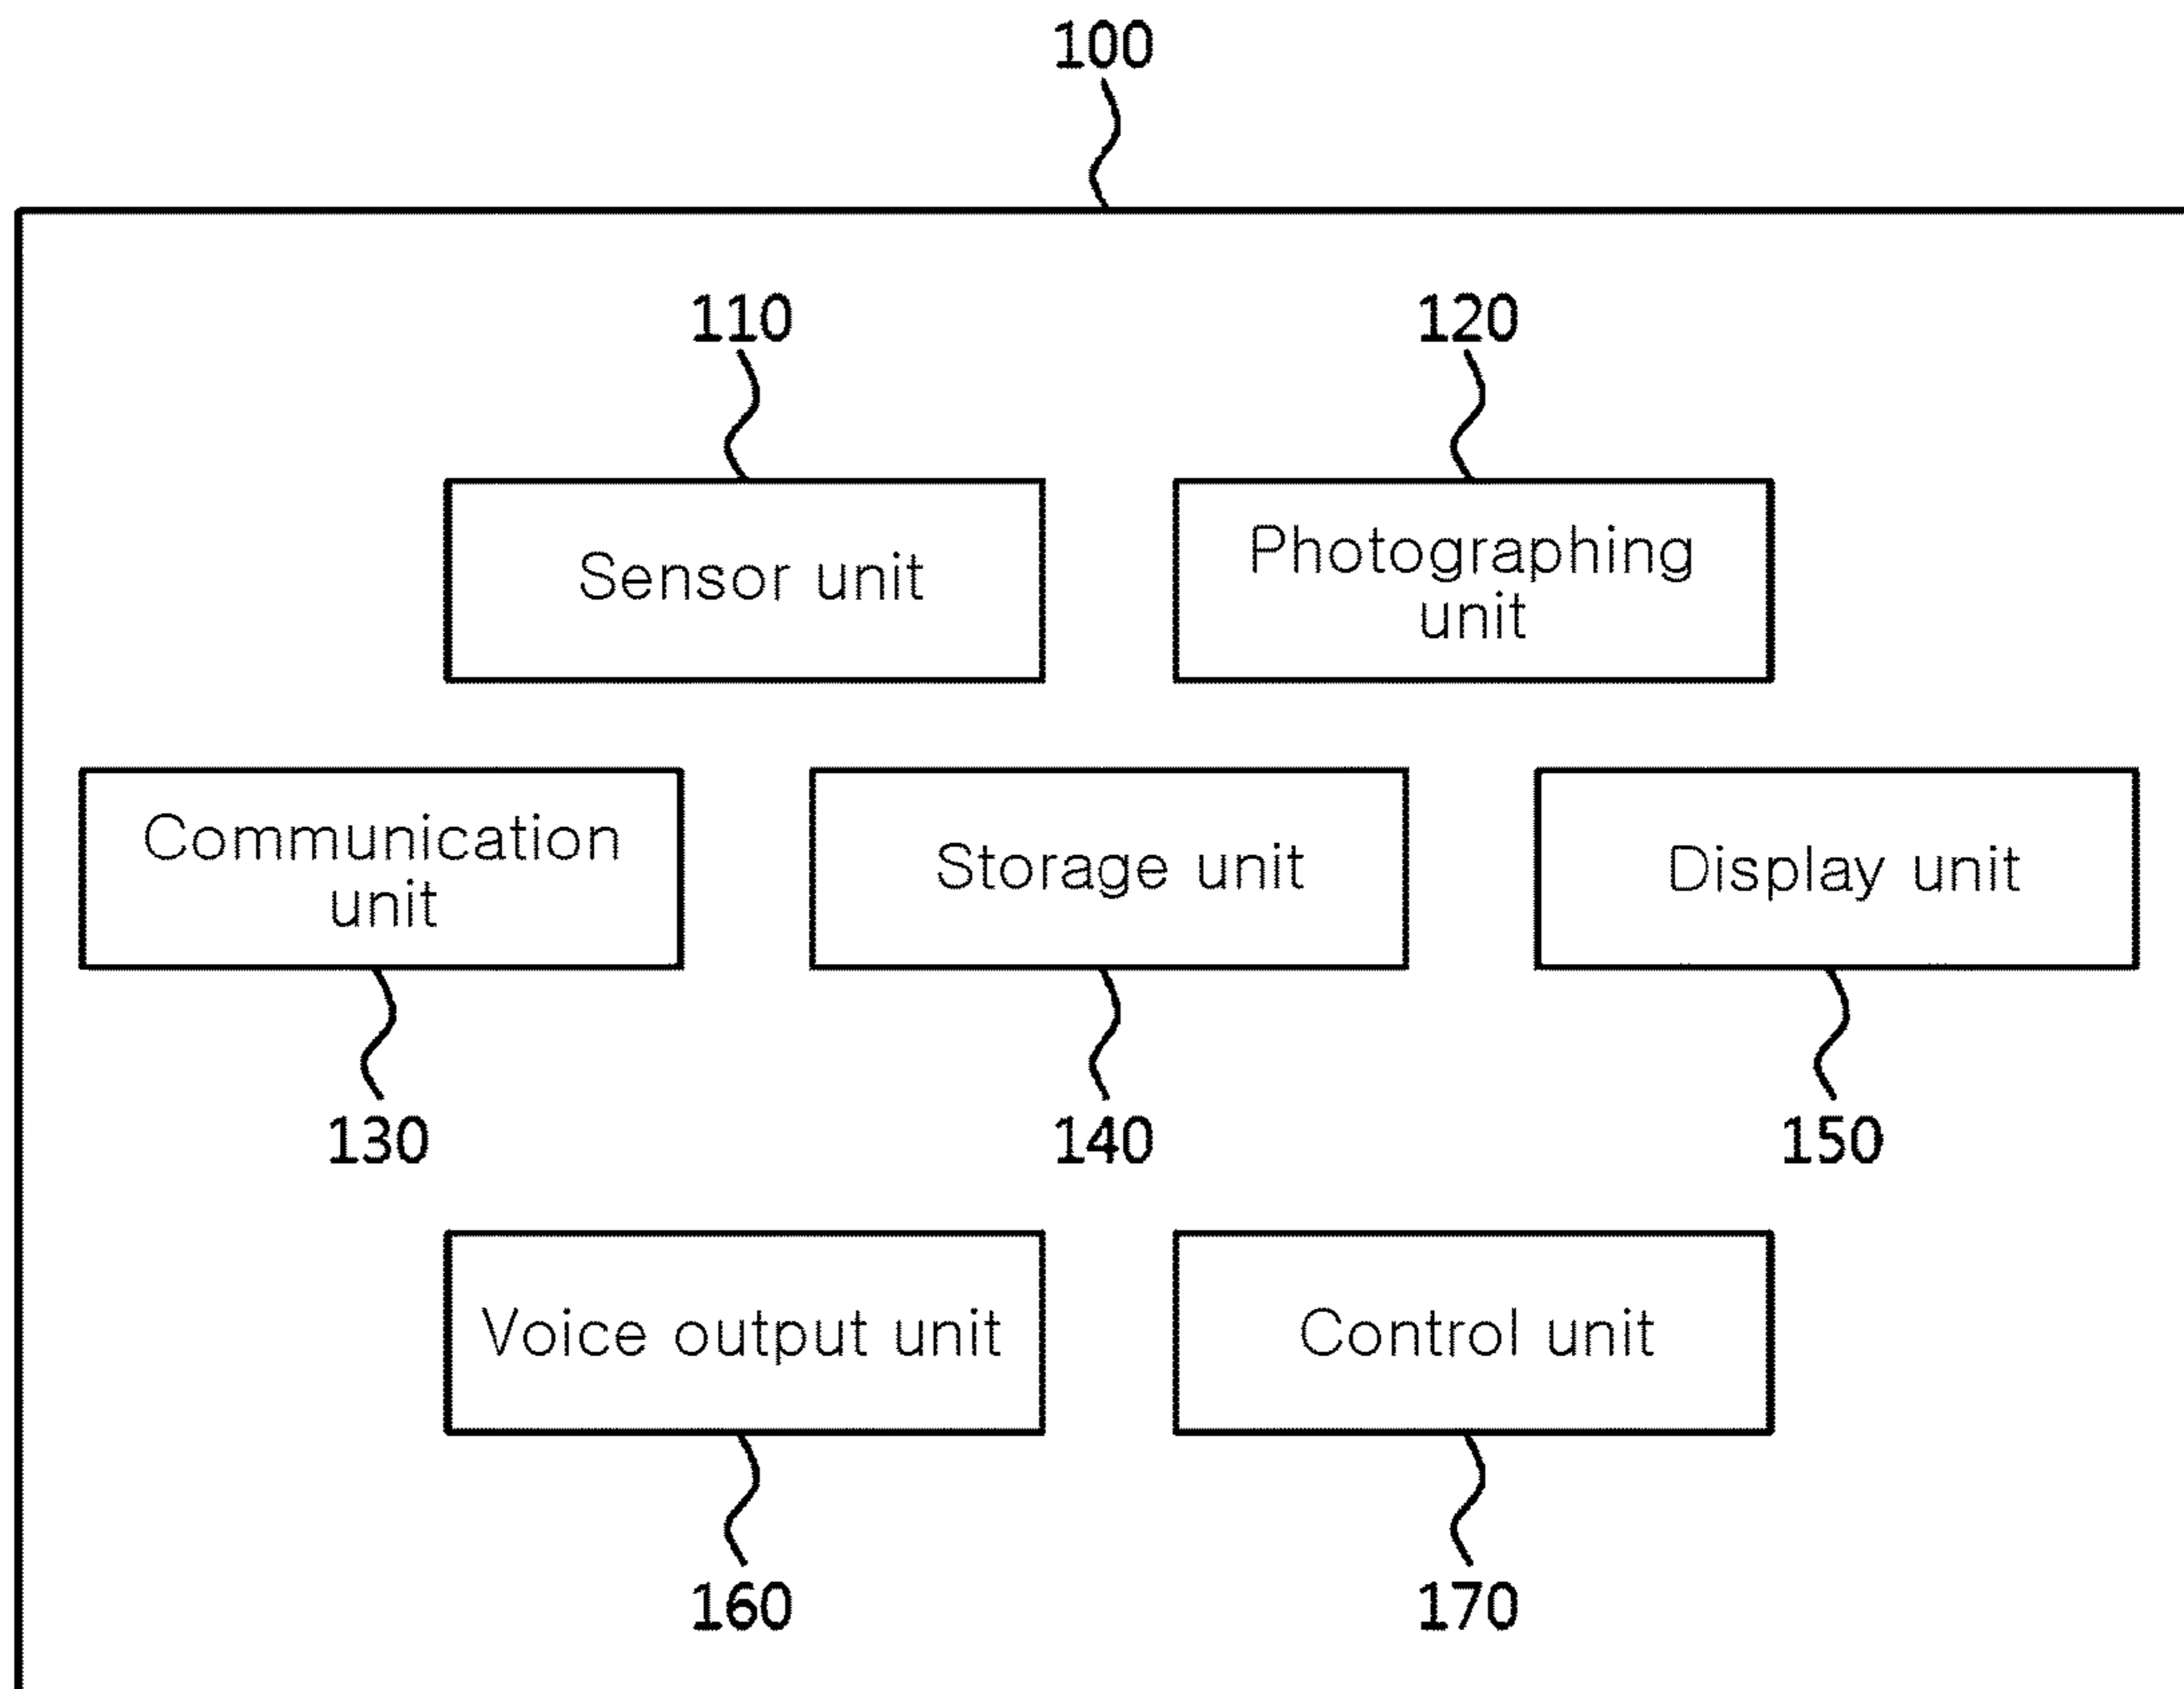 100
110
120
Sensor unit
Photographing
unit
Communication
unit
Storage unit
Display unit
130
140
150
Voice output unit
Control unit
160
170